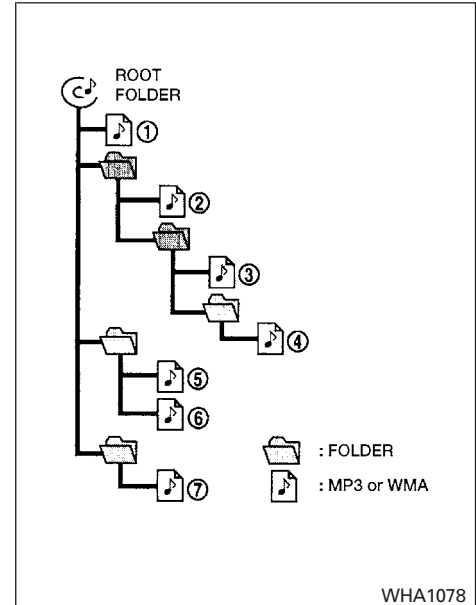 ROOT
FOLDER
①
②
③
④
⑤
⑥
⑦
: FOLDER
: MP3 or WMA
WHA1078